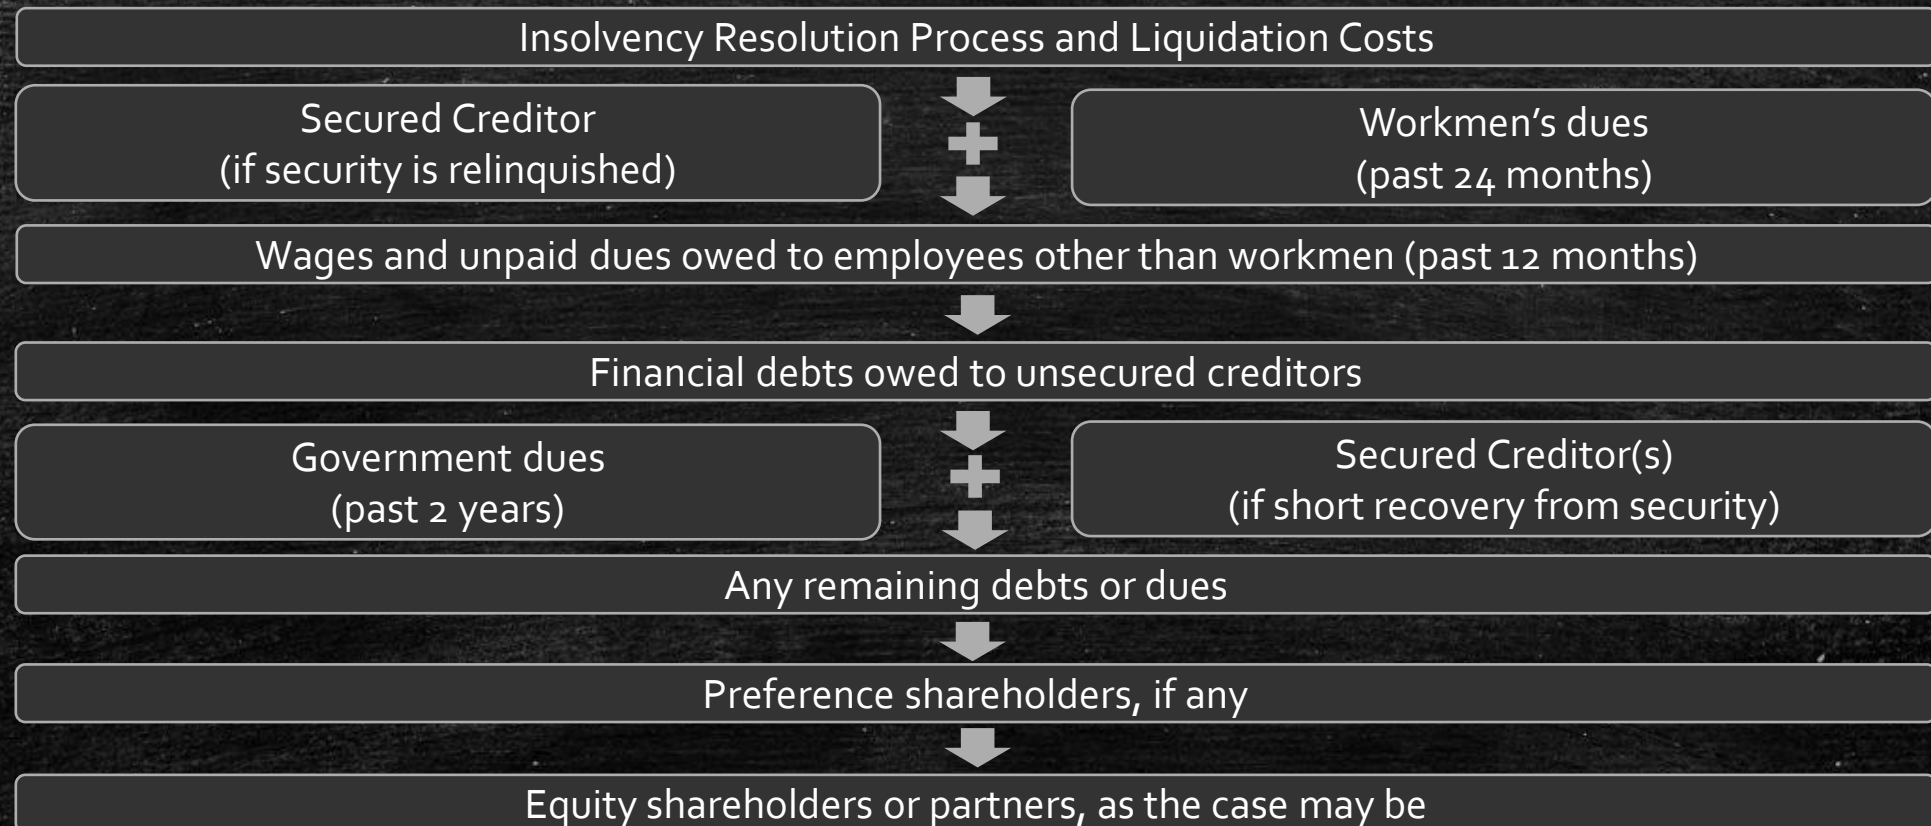 Insolvency Resolution Process and Liquidation Costs
Secured Creditor
(if security is relinquished)
Workmen’s dues
(past 24 months)
Wages and unpaid dues owed to employees other than workmen (past 12 months)
Financial debts owed to unsecured creditors
Government dues
(past 2 years)
Secured Creditor(s)
(if short recovery from security)
Any remaining debts or dues
Preference shareholders, if any
Equity shareholders or partners, as the case may be